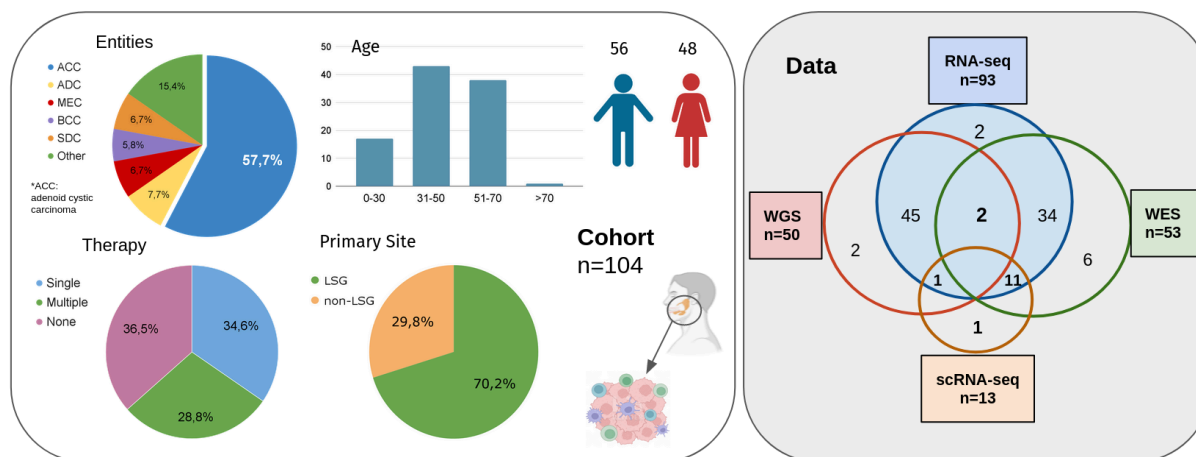 Entities
ACC
ADC
MEC
BCC
SDC
Other
15,4%
6,7%
5,8%
6,7%
7,7%
57,7%
*ACC:
adenoid cystic
carcinoma
Age
50
40
30
20
10
0
0-30
31-50
51-70
>70
56
48
Therapy
Single
Multiple
None
36,5%
34,6%
28,8%
Primary Site
LSG
non-LSG
29,8%
70,2%
Cohort
n=104
Data
RNA-seq
n=93
WGS
n=50
WES
n=53
scRNA-seq
n=13
2
45
2
34
2
6
1
11
1